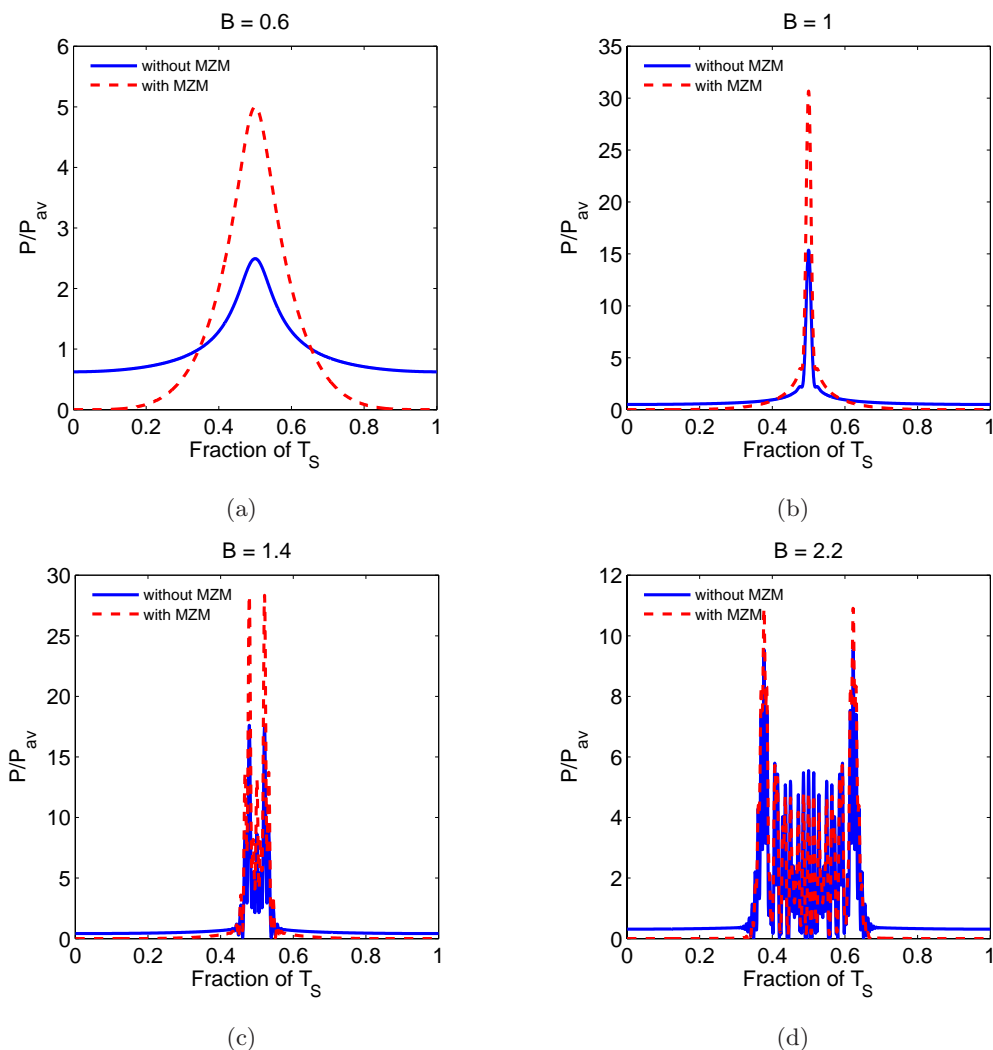 B = 0.6
6
5
4
3
2
1
0
P/P_av
without MZM
with MZM
0 0.2 0.4 0.6 0.8 1
Fraction of T_S
(a)
B = 1
35
30
25
20
15
10
5
0
P/P_av
without MZM
with MZM
0 0.2 0.4 0.6 0.8 1
Fraction of T_S
(b)
B = 1.4
30
25
20
15
10
5
0
P/P_av
without MZM
with MZM
0 0.2 0.4 0.6 0.8 1
Fraction of T_S
(c)
B = 2.2
12
10
8
6
4
2
0
P/P_av
without MZM
with MZM
0 0.2 0.4 0.6 0.8 1
Fraction of T_S
(d)